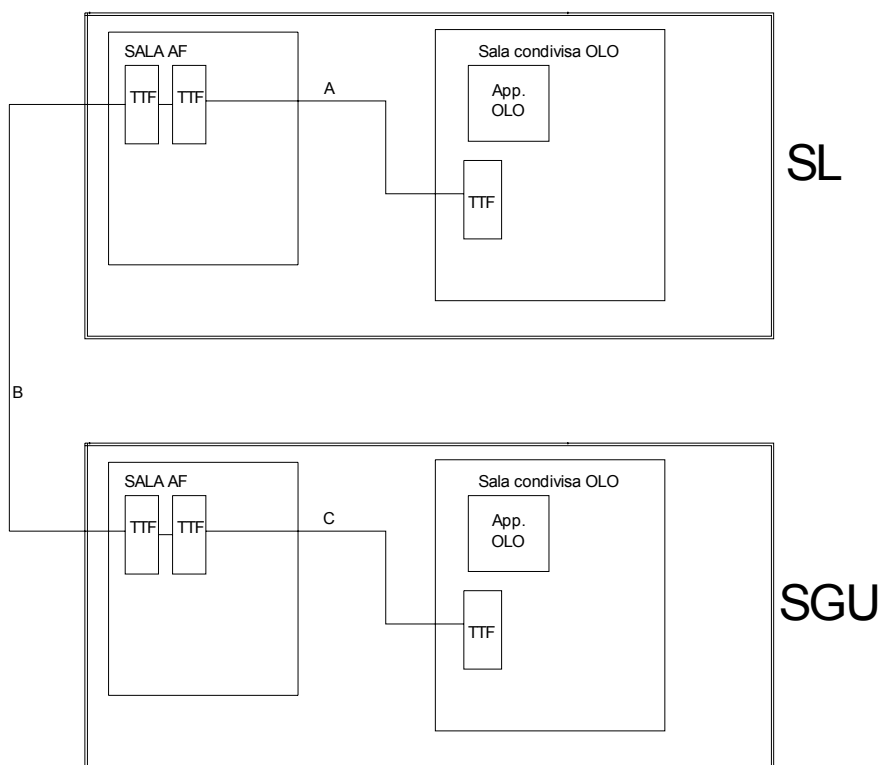 SALA AF
Sala condivisa OLO
TTF
TTF
A
App.
OLO
TTF
SL
B
SALA AF
Sala condivisa OLO
TTF
TTF
C
App.
OLO
TTF
SGU